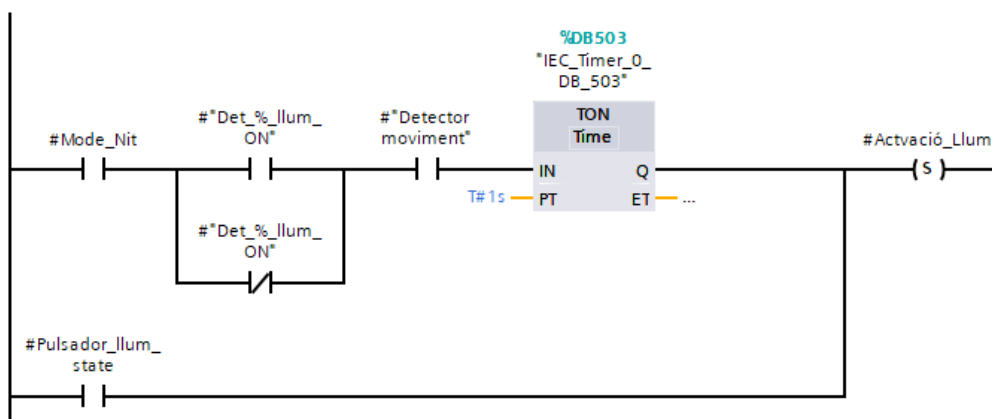 %DB503
"IEC_Timer_0_
DB_503"
TON
Time
#Mode_Nit
#"Det_%_llum_
ON"
#"Detector
moviment"
#Actvació_Llum
IN
Q
S
T#1s
PT
ET
...
#"Det_%_llum_
ON"
#Pulsador_llum_
state